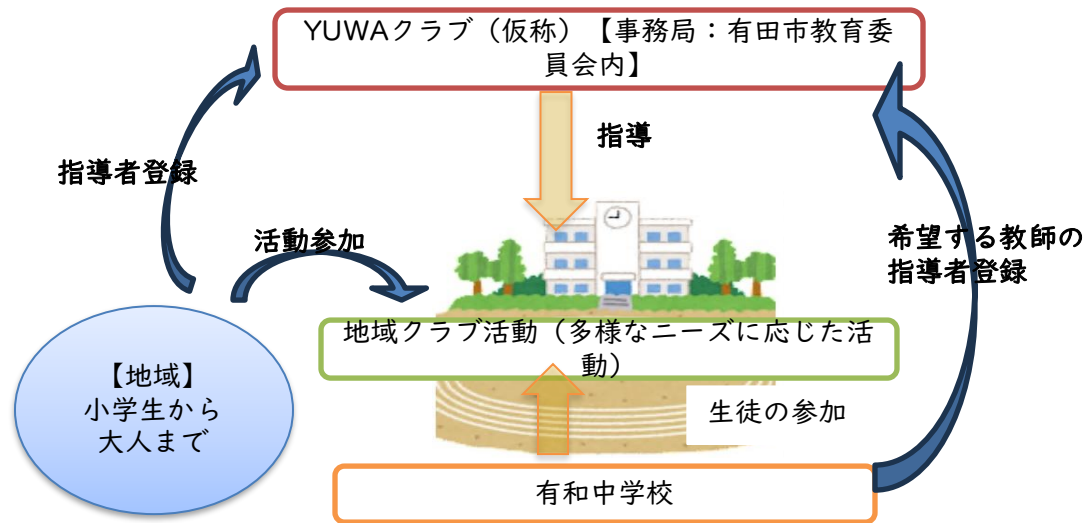 YUWAクラブ（仮称）【事務局：有田市教育委
員会内】
指導
指導者登録
活動参加
希望する教師の
指導者登録
地域クラブ活動（多様なニーズに応じた活
動）
【地域】
小学生から
大人まで
生徒の参加
有和中学校